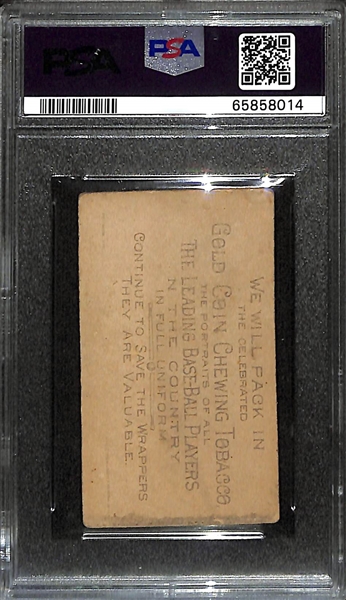 PSA
PSA
65858014
WE WILL PACK IN
THE CELEBRATED
GOLD COIN CHEWING TOBACCO
THE PORTRAITS OF ALL
THE LEADING BASE BALL PLAYERS
N THE COUNTRY
IN FULL UNIFORM
CONTINUE TO SAVE THE WRAPPERS
THEY ARE VALUABLE.